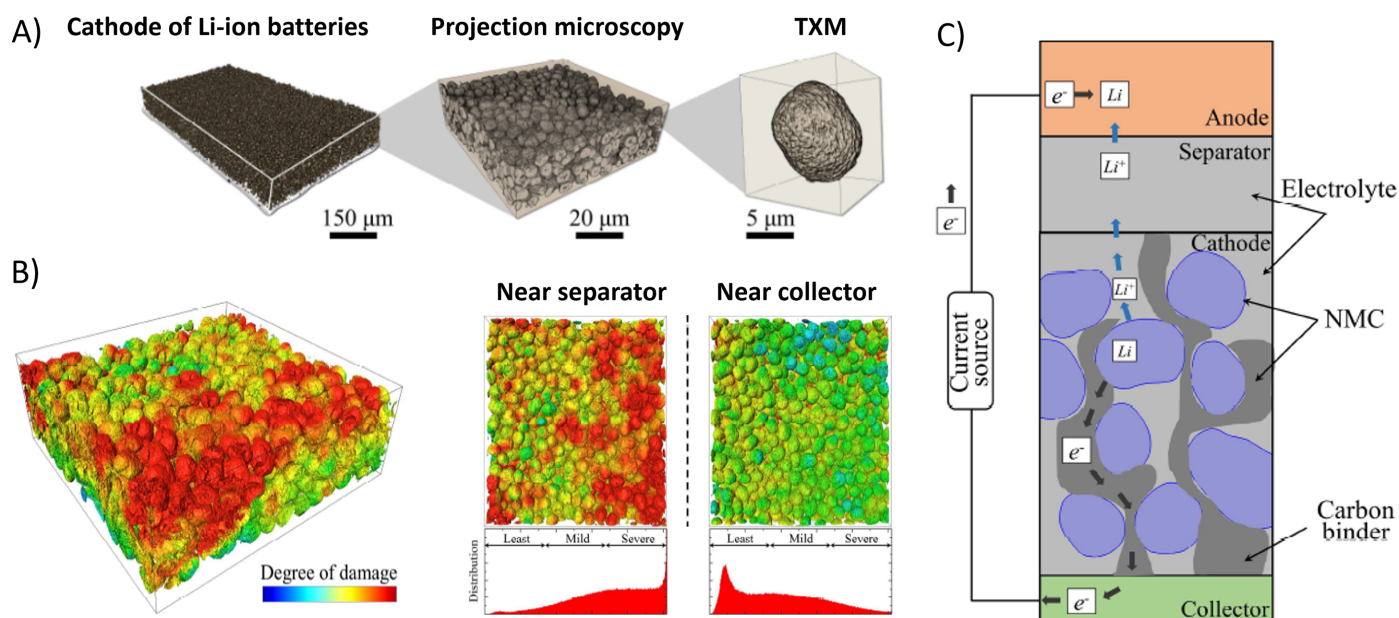 A)
Cathode of Li-ion batteries
Projection microscopy
TXM
150 μm
20 μm
5 μm
B)
Near separator
Near collector
Degree of damage
Distribution
Least
Mild
Severe
Least
Mild
Severe
C)
e-
Li
Anode
Separator
Li+
Electrolyte
e-
Cathode
Li+
NMC
Li
Current
source
e-
Carbon
binder
e-
Collector